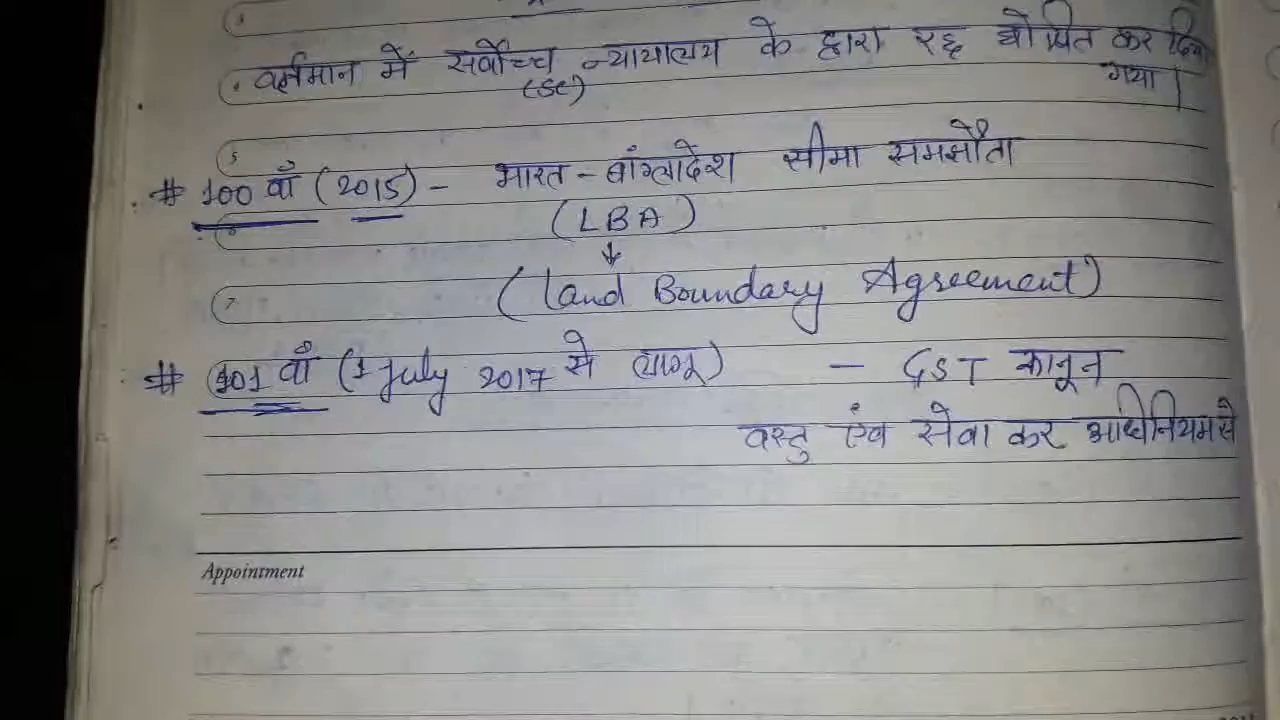 वर्तमान में सर्वोच्च न्यायालय के द्वारा रद्द घोषित कर दिया
(SC) गया |
# 100 वाँ (2015) - भारत - बांग्लादेश सीमा समझौता
(LBA)
↓
(Land Boundary Agreement)
7
# 101 वाँ (1 July 2017 से लागू) - GST कानून
वस्तु एंव सेवा कर अधिनियम से
Appointment